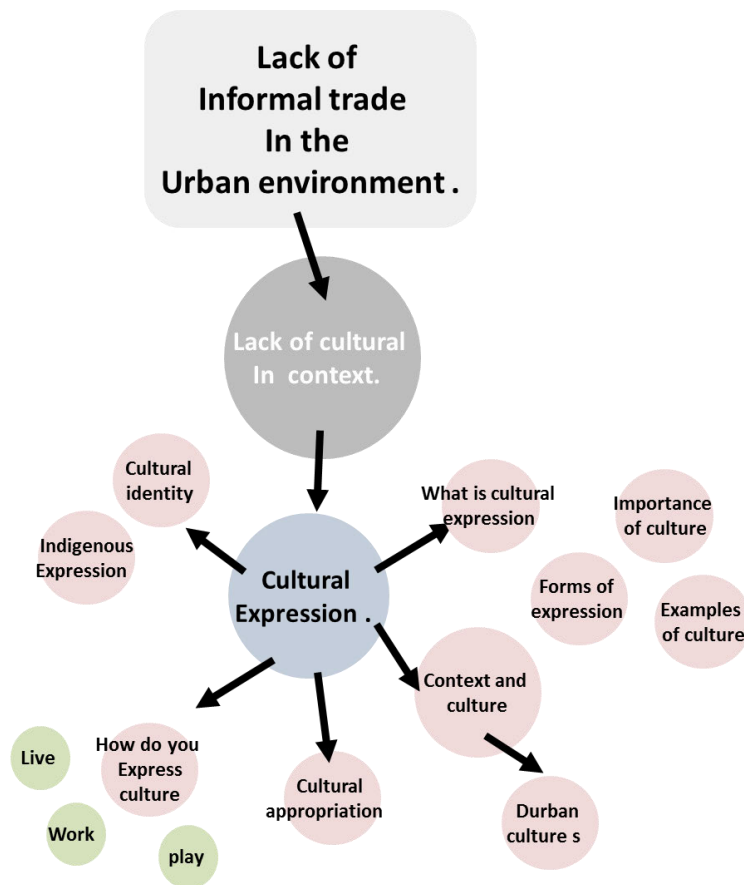 Lack of
Informal trade
In the
Urban environment .
Lack of cultural
In context.
Cultural
identity
Indigenous
Expression
What is cultural
expression
Importance
of culture
Forms of
expression
Examples
of culture
Cultural
Expression .
Context and
culture
Live
Work
play
How do you
Express
culture
Cultural
appropriation
Durban
culture s